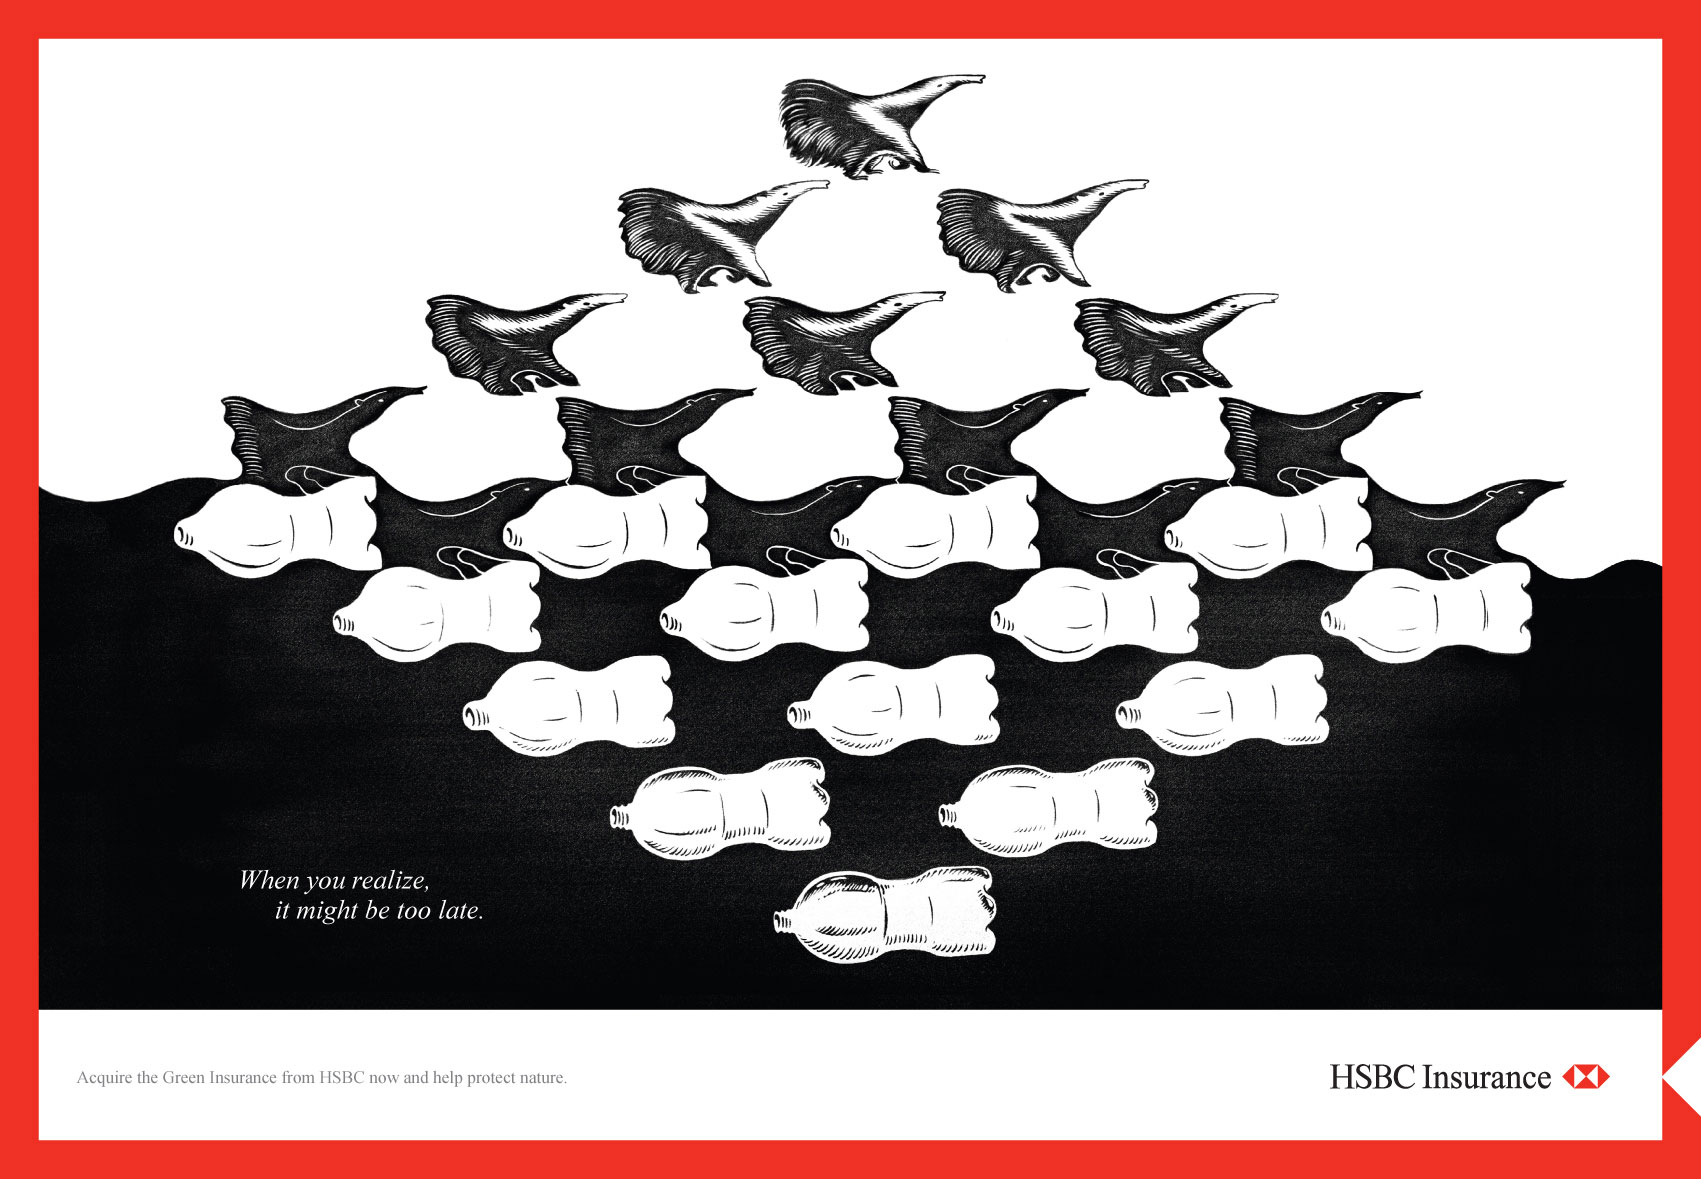 When you realize,
it might be too late.
Acquire the Green Insurance from HSBC now and help protect nature.
HSBC Insurance